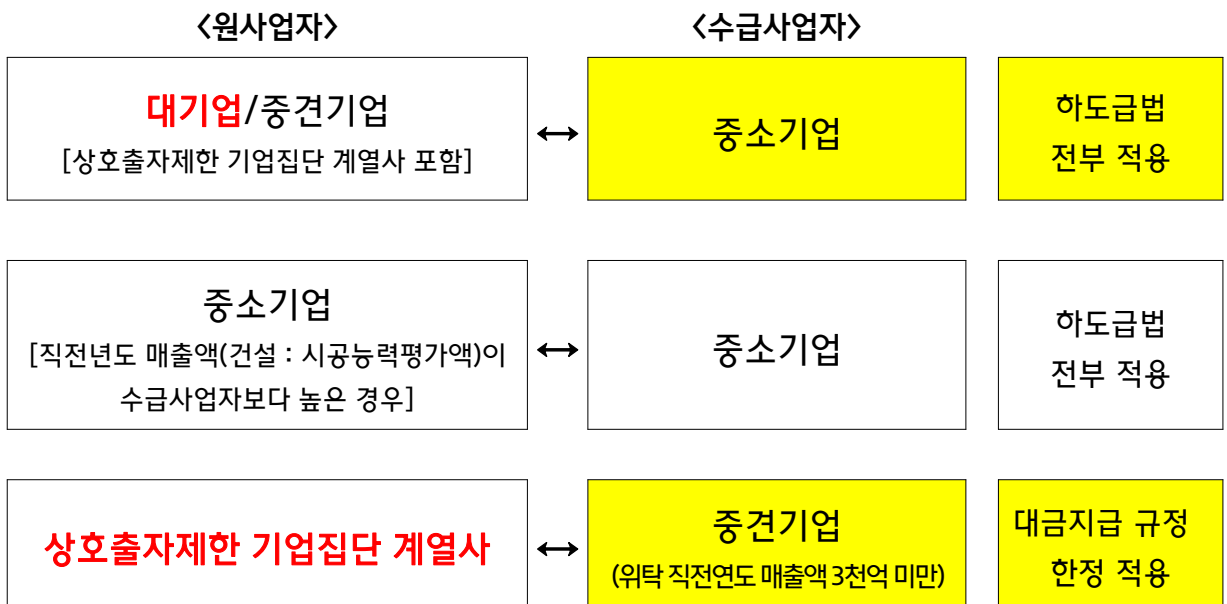 <원사업자> <수급사업자>
대기업/중견기업
[상호출자제한 기업집단 계열사 포함]
↔
중소기업
하도급법
전부 적용
중소기업
[직전년도 매출액(건설 : 시공능력평가액)이
수급사업자보다 높은 경우]
↔
중소기업
하도급법
전부 적용
상호출자제한 기업집단 계열사
↔
중견기업
(위탁 직전연도 매출액 3천억 미만)
대금지급 규정
한정 적용